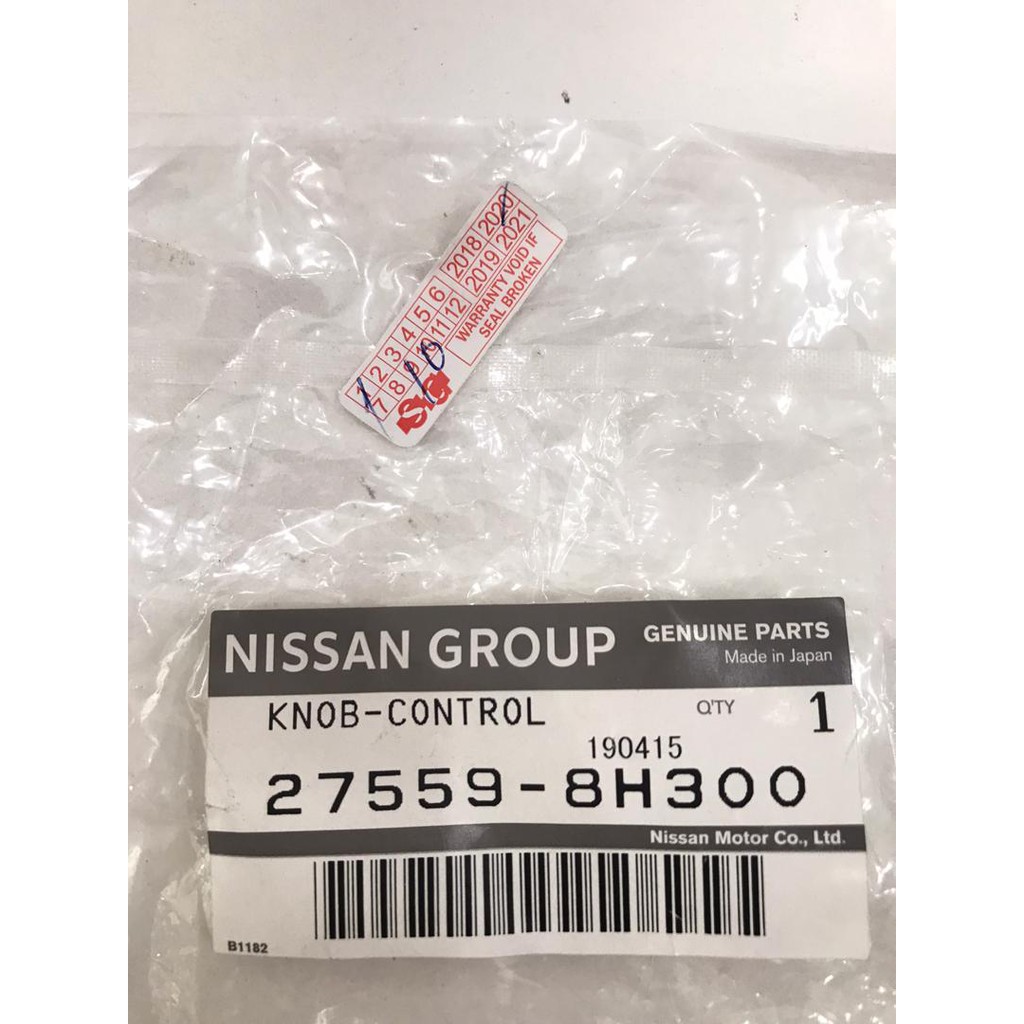 1 2 3 4 5 6 2018 2020
7 8 9 10 11 12 2019 2021
WARRANTY VOID IF
SEAL BROKEN
NISSAN GROUP
GENUINE PARTS
Made in Japan
KNOB-CONTROL
Q'TY
1
190415
27559-8H300
Nissan Motor Co., Ltd.
B1182